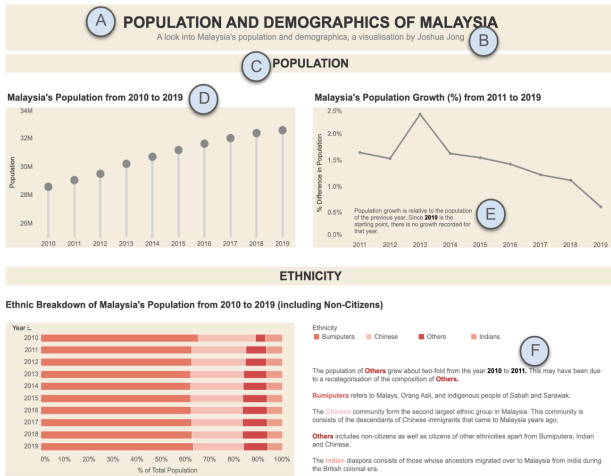 A
POPULATION AND DEMOGRAPHICS OF MALAYSIA
A look into Malaysia's population and demographics, a visualisation by Joshua Jong
B
C
POPULATION
Malaysia's Population from 2010 to 2019
D
34M
32M
30M
28M
26M
Population
2010 2011 2012 2013 2014 2015 2016 2017 2018 2019
Malaysia's Population Growth (%) from 2011 to 2019
2.5%
2.0%
1.5%
1.0%
0.5%
0.0%
% Difference in Population
Population growth is relative to the population
of the previous year. Since 2010 is the
starting point, there is no growth recorded for
that year.
E
2011 2012 2013 2014 2015 2016 2017 2018 2019
ETHNICITY
Ethnic Breakdown of Malaysia's Population from 2010 to 2019 (including Non-Citizens)
Year
2010
2011
2012
2013
2014
2015
2016
2017
2018
2019
0% 10% 20% 30% 40% 50% 60% 70% 80% 90% 100%
% of Total Population
Ethnicity
Bumiputera Chinese Others Indians
F
The population of Others grew about two-fold from the year 2010 to 2011. This may have been due
to a recategorisation of the composition of Others.
Bumiputera refers to Malays, Orang Asli, and indigenous people of Sabah and Sarawak.
The Chinese community form the second largest ethnic group in Malaysia. This community is
consists of the descendants of Chinese immigrants that came to Malaysia years ago.
Others includes non-citizens as well as citizens of other ethnicities apart from Bumiputera, Indian
and Chinese.
The Indian diaspora consists of those whose ancestors migrated over to Malaysia from India during
the British colonial era.